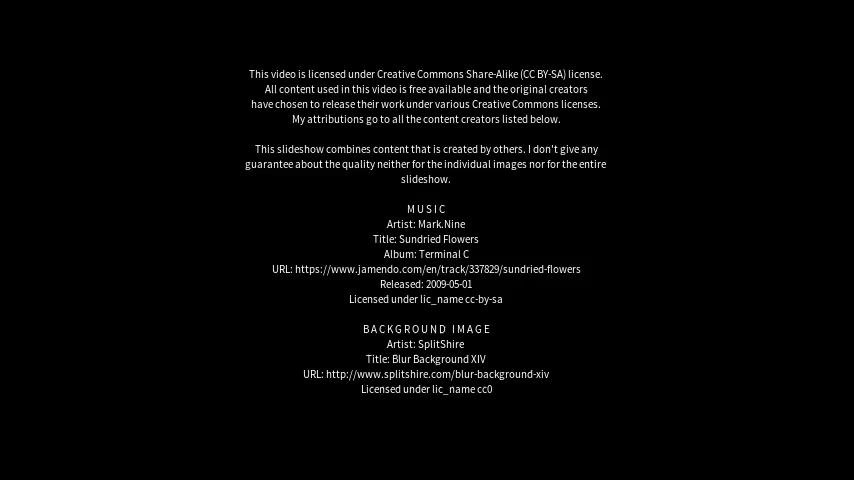 This video is licensed under Creative Commons Share-Alike (CC BY-SA) license.
All content used in this video is free available and the original creators
have chosen to release their work under various Creative Commons licenses.
My attributions go to all the content creators listed below.
This slideshow combines content that is created by others. I don't give any
guarantee about the quality neither for the individual images nor for the entire
slideshow.
MUSIC
Artist: Mark.Nine
Title: Sundried Flowers
Album: Terminal C
URL: https://www.jamendo.com/en/track/337829/sundried-flowers
Released: 2009-05-01
Licensed under lic_name cc-by-sa
BACKGROUND IMAGE
Artist: SplitShire
Title: Blur Background XIV
URL: http://www.splitshire.com/blur-background-xiv
Licensed under lic_name cc0